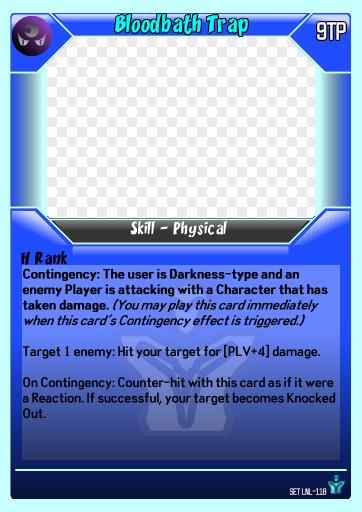 Bloodbath Trap
9TP
Skill - Physical
H Rank
Contingency: The user is Darkness-type and an
enemy Player is attacking with a Character that has
taken damage. (You may play this card immediately
when this card's Contingency effect is triggered.)
Target 1 enemy: Hit your target for [PLV+4] damage.
On Contingency: Counter-hit with this card as if it were
a Reaction. If successful, your target becomes Knocked
Out.
SET LNL-118